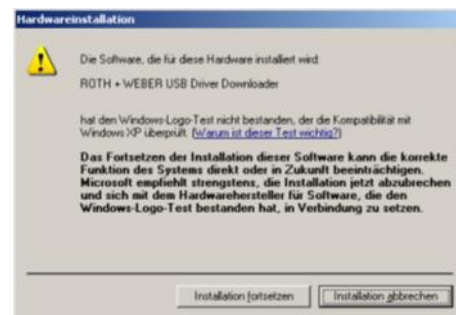 Hardwareinstallation
Die Software, die für diese Hardware installiert wird:
ROTH + WEBER USB Driver Downloader
hat den Windows-Logo-Test nicht bestanden, der die Kompatibilität mit
Windows XP überprüft. (Warum ist dieser Test wichtig?)
Das Fortsetzen der Installation dieser Software kann die korrekte
Funktion des Systems direkt oder in Zukunft beeinträchtigen.
Microsoft empfiehlt strengstens, die Installation jetzt abzubrechen
und sich mit dem Hardwarehersteller für Software, die den
Windows-Logo-Test bestanden hat, in Verbindung zu setzen.
Installation fortsetzen Installation abbrechen